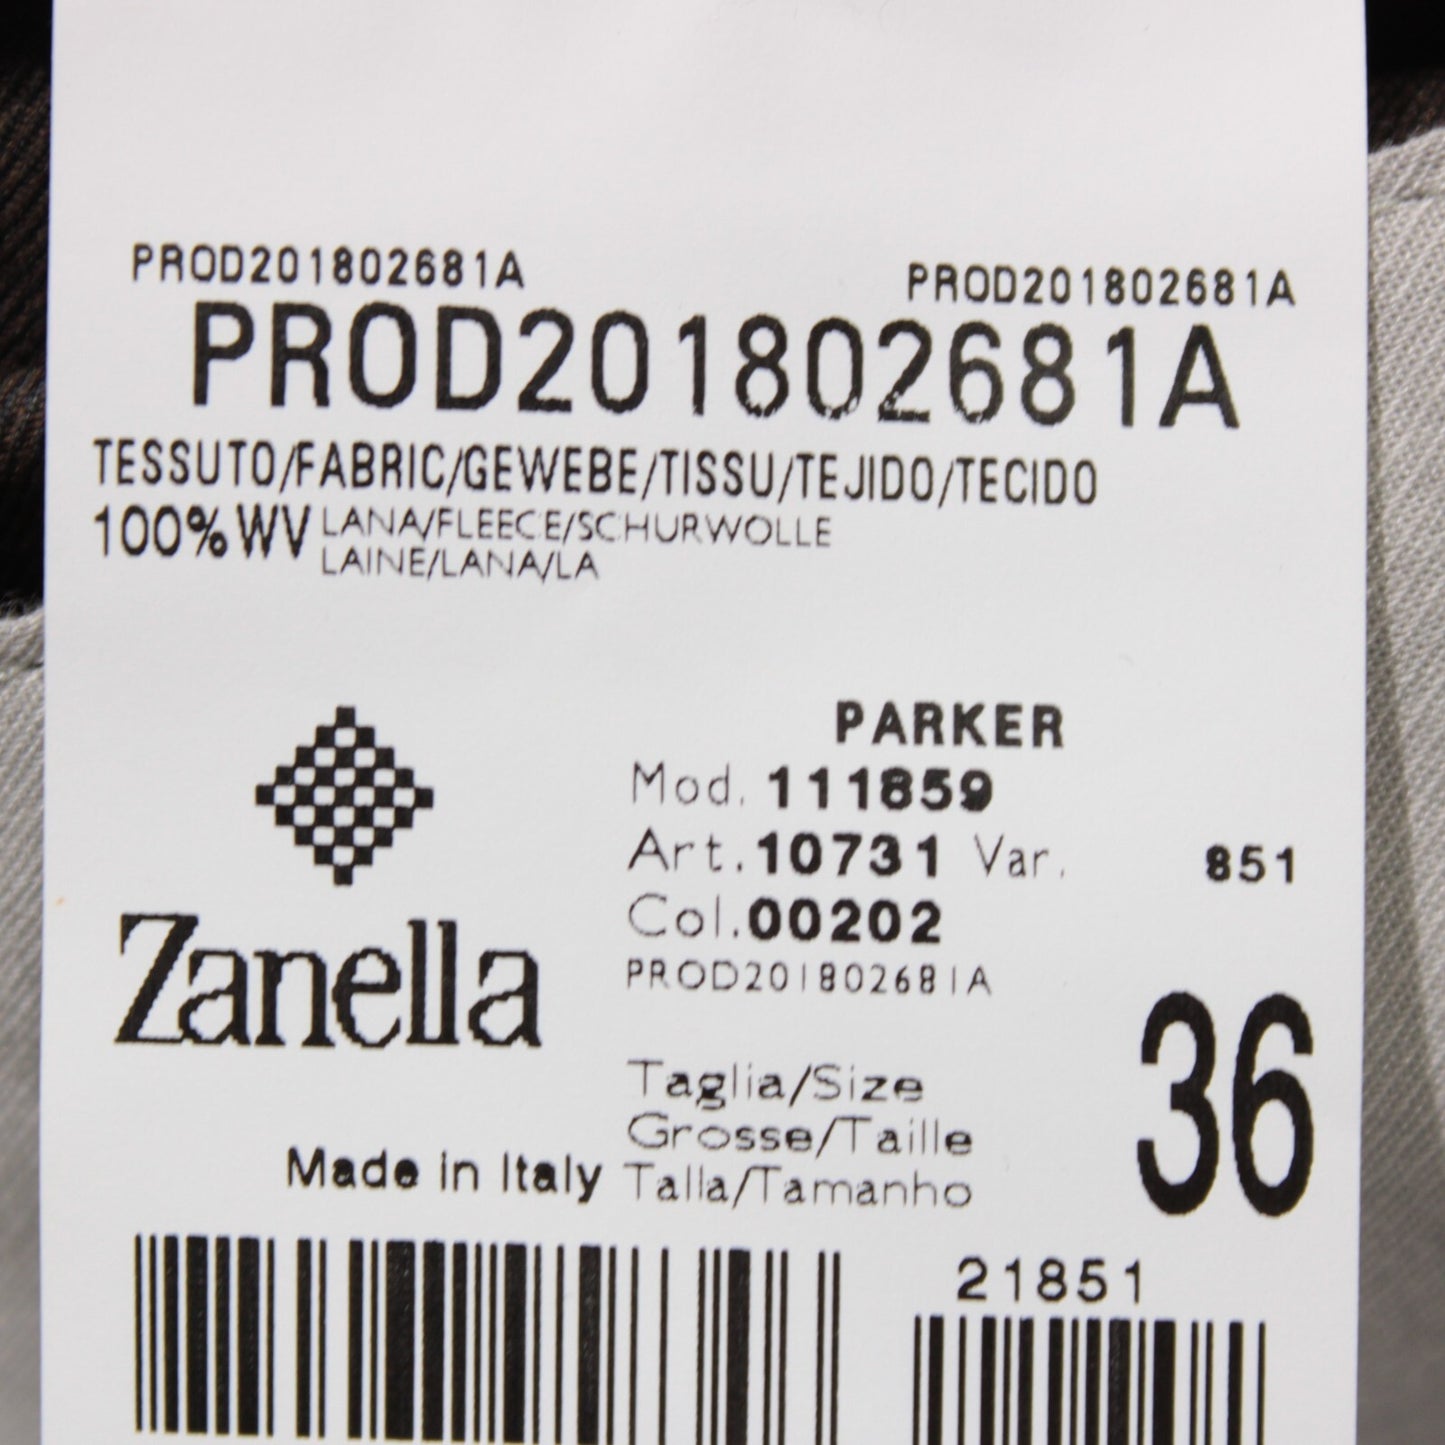 PROD201802681A PROD201802681A
PROD201802681A
TESSUTO/FABRIC/GEWEBE/TISSU/TEJIDO/TECIDO
100%WV LANA/FLEECE/SCHURWOLLE
LAINE/LANA/LA
PARKER
Mod. 111859
Art. 10731 Var. 851
Col. 00202
PROD201802681A
Zanella
Taglia/Size
Grosse/Taille
Talla/Tamanho
36
Made in Italy
21851